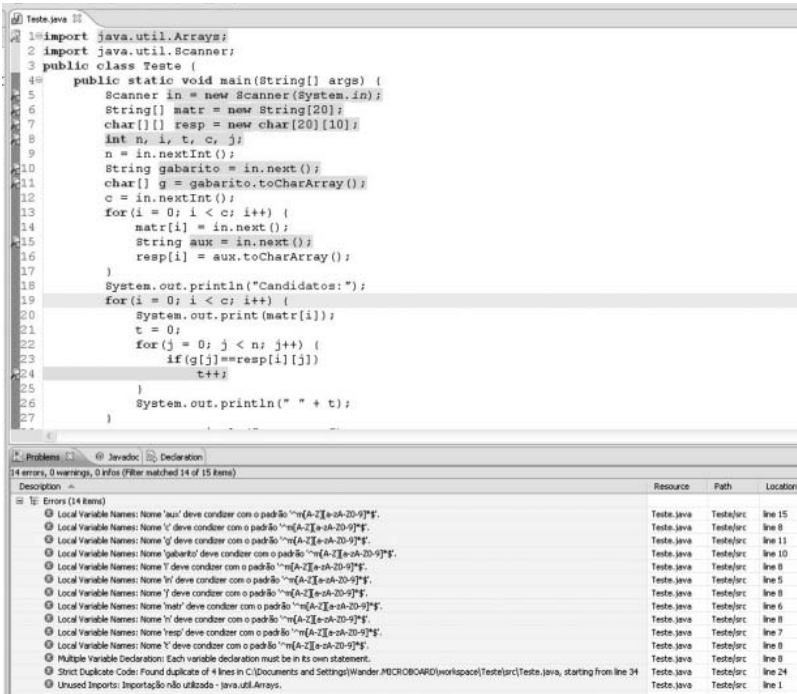 Teste.java
1 import java.util.Arrays;
2 import java.util.Scanner;
3 public class Teste {
4 public static void main(String[] args) {
5 Scanner in = new Scanner(System.in);
6 String[] matr = new String[20];
7 char[][] resp = new char[20][10];
8 int n, i, t, c, j;
9 n = in.nextInt();
10 String gabarito = in.next();
11 char[] g = gabarito.toCharArray();
12 c = in.nextInt();
13 for(i = 0; i < c; i++) {
14 matr[i] = in.next();
15 String aux = in.next();
16 resp[i] = aux.toCharArray();
17 }
18 System.out.println("Candidatos:");
19 for(i = 0; i < c; i++) {
20 System.out.print(matr[i]);
21 t = 0;
22 for(j = 0; j < n; j++) {
23 if(g[j]==resp[i][j])
24 t++;
25 }
26 System.out.println(" " + t);
27 }
Problems Javadoc Declaration
14 errors, 0 warnings, 0 infos (Filter matched 14 of 15 items)
Description Resource Path Location
Errors (14 items)
Local Variable Names: Nome 'aux' deve condizer com o padrão '^m[A-Z][a-zA-Z0-9]*$'. Teste.java Teste/src line 15
Local Variable Names: Nome 'c' deve condizer com o padrão '^m[A-Z][a-zA-Z0-9]*$'. Teste.java Teste/src line 8
Local Variable Names: Nome 'g' deve condizer com o padrão '^m[A-Z][a-zA-Z0-9]*$'. Teste.java Teste/src line 11
Local Variable Names: Nome 'gabarito' deve condizer com o padrão '^m[A-Z][a-zA-Z0-9]*$'. Teste.java Teste/src line 10
Local Variable Names: Nome 'i' deve condizer com o padrão '^m[A-Z][a-zA-Z0-9]*$'. Teste.java Teste/src line 8
Local Variable Names: Nome 'in' deve condizer com o padrão '^m[A-Z][a-zA-Z0-9]*$'. Teste.java Teste/src line 5
Local Variable Names: Nome 'j' deve condizer com o padrão '^m[A-Z][a-zA-Z0-9]*$'. Teste.java Teste/src line 8
Local Variable Names: Nome 'matr' deve condizer com o padrão '^m[A-Z][a-zA-Z0-9]*$'. Teste.java Teste/src line 6
Local Variable Names: Nome 'n' deve condizer com o padrão '^m[A-Z][a-zA-Z0-9]*$'. Teste.java Teste/src line 8
Local Variable Names: Nome 'resp' deve condizer com o padrão '^m[A-Z][a-zA-Z0-9]*$'. Teste.java Teste/src line 7
Local Variable Names: Nome 't' deve condizer com o padrão '^m[A-Z][a-zA-Z0-9]*$'. Teste.java Teste/src line 8
Multiple Variable Declaration: Each variable declaration must be in its own statement. Teste.java Teste/src line 8
Strict Duplicate Code: Found duplicate of 4 lines in C:\Documents and Settings\Wander.MICROBOARD\workspace\Teste\src\Teste.java, starting from line 34 Teste.java Teste/src line 24
Unused Imports: Importação não utilizada - java.util.Arrays. Teste.java Teste/src line 1